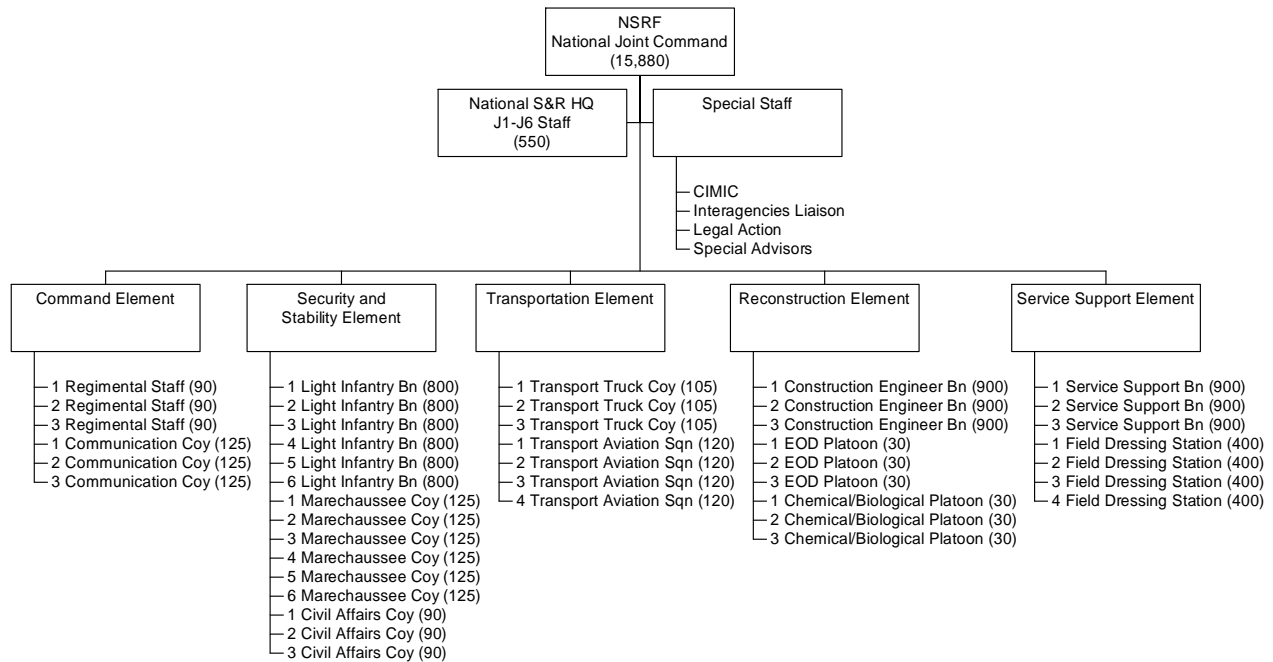 NSRF
National Joint Command
(15,880)
National S&R HQ
J1-J6 Staff
(550)
Special Staff
CIMIC
Interagencies Liaison
Legal Action
Special Advisors
Command Element
1 Regimental Staff (90)
2 Regimental Staff (90)
3 Regimental Staff (90)
1 Communication Coy (125)
2 Communication Coy (125)
3 Communication Coy (125)
Security and
Stability Element
1 Light Infantry Bn (800)
2 Light Infantry Bn (800)
3 Light Infantry Bn (800)
4 Light Infantry Bn (800)
5 Light Infantry Bn (800)
6 Light Infantry Bn (800)
1 Marechaussee Coy (125)
2 Marechaussee Coy (125)
3 Marechaussee Coy (125)
4 Marechaussee Coy (125)
5 Marechaussee Coy (125)
6 Marechaussee Coy (125)
1 Civil Affairs Coy (90)
2 Civil Affairs Coy (90)
3 Civil Affairs Coy (90)
Transportation Element
1 Transport Truck Coy (105)
2 Transport Truck Coy (105)
3 Transport Truck Coy (105)
1 Transport Aviation Sqn (120)
2 Transport Aviation Sqn (120)
3 Transport Aviation Sqn (120)
4 Transport Aviation Sqn (120)
Reconstruction Element
1 Construction Engineer Bn (900)
2 Construction Engineer Bn (900)
3 Construction Engineer Bn (900)
1 EOD Platoon (30)
2 EOD Platoon (30)
3 EOD Platoon (30)
1 Chemical/Biological Platoon (30)
2 Chemical/Biological Platoon (30)
3 Chemical/Biological Platoon (30)
Service Support Element
1 Service Support Bn (900)
2 Service Support Bn (900)
3 Service Support Bn (900)
1 Field Dressing Station (400)
2 Field Dressing Station (400)
3 Field Dressing Station (400)
4 Field Dressing Station (400)